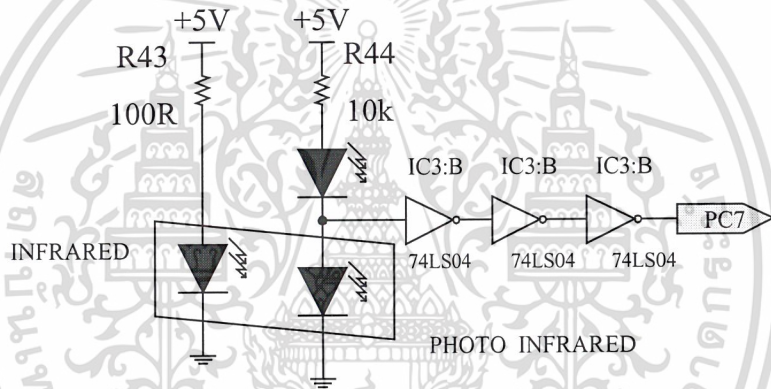 +5V
+5V
R43
R44
100R
10k
IC3:B
IC3:B
IC3:B
PC7
INFRARED
74LS04
74LS04
74LS04
PHOTO INFRARED